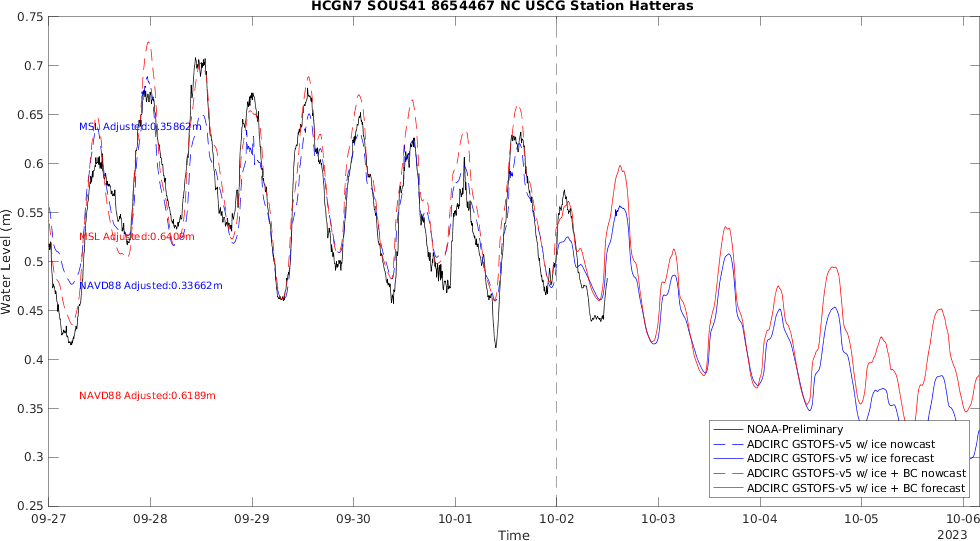 HCGN7 SOUS41 8654467 NC USCG Station Hatteras
0.75
0.7
0.65
0.6
0.55
0.5
0.45
0.4
0.35
0.3
0.25
Water Level (m)
MSL Adjusted:0.35862m
MSL Adjusted:0.6409m
NAVD88 Adjusted:0.33662m
NAVD88 Adjusted:0.6189m
NOAA-Preliminary
ADCIRC GSTOFS-v5 w/ ice nowcast
ADCIRC GSTOFS-v5 w/ ice forecast
ADCIRC GSTOFS-v5 w/ ice + BC nowcast
ADCIRC GSTOFS-v5 w/ ice + BC forecast
09-27 09-28 09-29 09-30 10-01 10-02 10-03 10-04 10-05 10-06
Time
2023